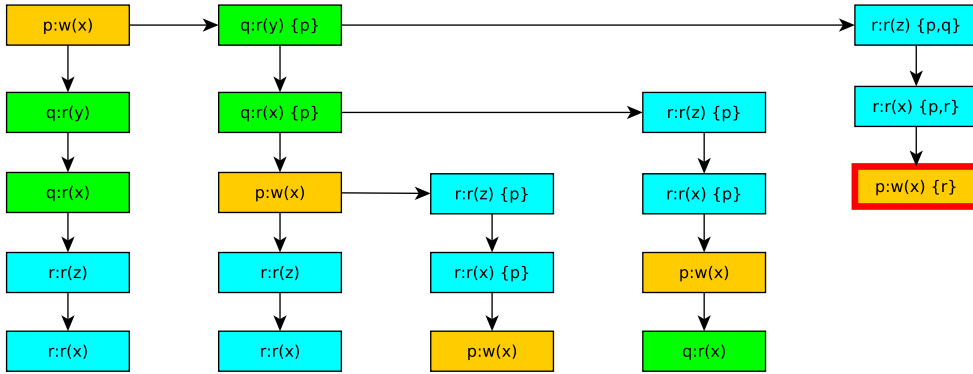 p:w(x)
q:r(y) {p}
r:r(z) {p,q}
q:r(y)
q:r(x) {p}
r:r(z) {p}
r:r(x) {p,r}
q:r(x)
p:w(x)
r:r(z) {p}
r:r(x) {p}
p:w(x) {r}
r:r(z)
r:r(z)
r:r(x) {p}
p:w(x)
r:r(x)
r:r(x)
p:w(x)
q:r(x)